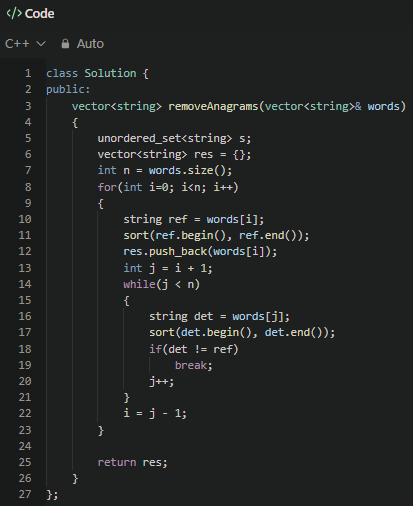 </> Code
C++ Auto
1 class Solution {
2 public:
3 vector<string> removeAnagrams(vector<string>& words)
4 {
5 unordered_set<string> s;
6 vector<string> res = {};
7 int n = words.size();
8 for(int i=0; i<n; i++)
9 {
10 string ref = words[i];
11 sort(ref.begin(), ref.end());
12 res.push_back(words[i]);
13 int j = i + 1;
14 while(j < n)
15 {
16 string det = words[j];
17 sort(det.begin(), det.end());
18 if(det != ref)
19 break;
20 j++;
21 }
22 i = j - 1;
23 }
24
25 return res;
26 }
27 };